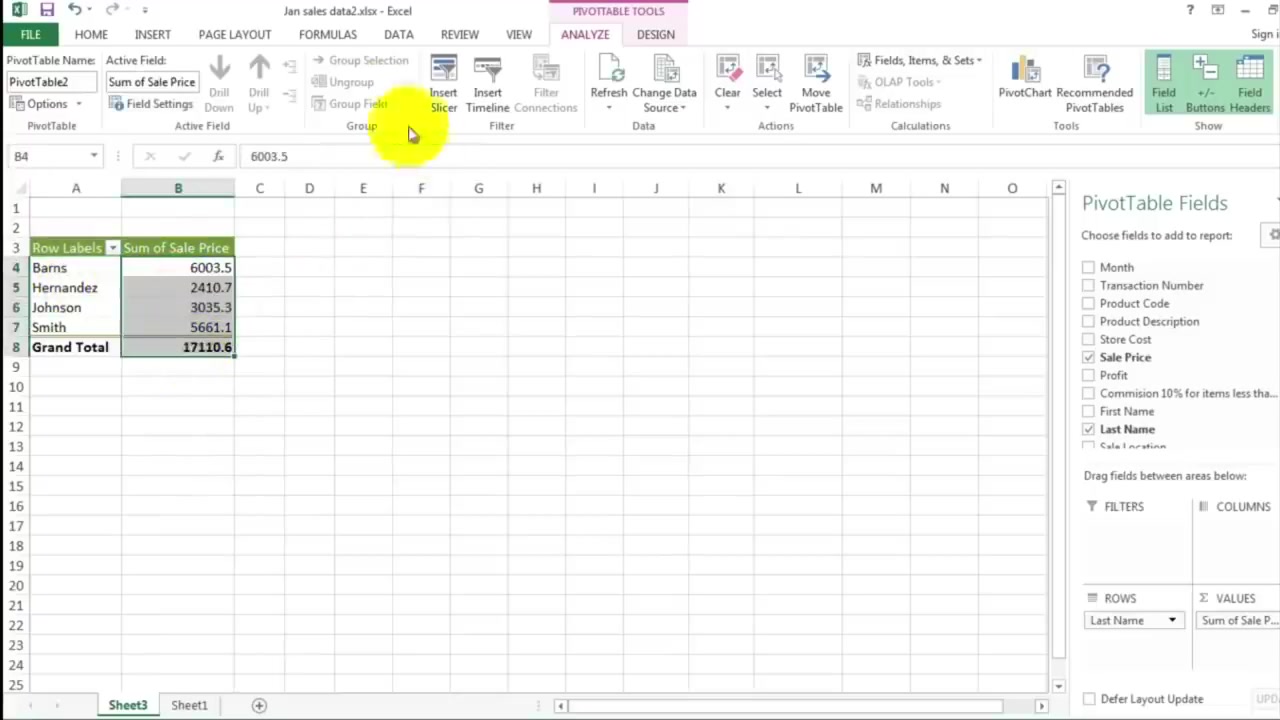 Jan sales data2.xlsx - Excel
PIVOTTABLE TOOLS
?
FILE HOME INSERT PAGE LAYOUT FORMULAS DATA REVIEW VIEW ANALYZE DESIGN Sign i
PivotTable Name:
PivotTable2
Options
PivotTable
Active Field:
Sum of Sale Price
Field Settings
Drill Down
Drill Up
Active Field
Group Selection
Ungroup
Group Field
Group
Insert Slicer
Insert Timeline
Filter Connections
Filter
Refresh
Change Data Source
Data
Clear
Select
Move PivotTable
Actions
Fields, Items, & Sets
OLAP Tools
Relationships
Calculations
PivotChart
Recommended PivotTables
Tools
Field List
+/- Buttons
Field Headers
Show
B4 fx 6003.5
A B C D E F G H I J K L M N O
1
2
3 Row Labels Sum of Sale Price
4 Barns 6003.5
5 Hernandez 2410.7
6 Johnson 3035.3
7 Smith 5661.1
8 Grand Total 17110.6
9
10
11
12
13
14
15
16
17
18
19
20
21
22
23
24
25
Sheet3 Sheet1
PivotTable Fields
Choose fields to add to report:
Month
Transaction Number
Product Code
Product Description
Store Cost
Sale Price
Profit
Commision 10% for items less tha...
First Name
Last Name
Sale Location
Drag fields between areas below:
FILTERS COLUMNS
ROWS Σ VALUES
Last Name Sum of Sale P...
Defer Layout Update UPD